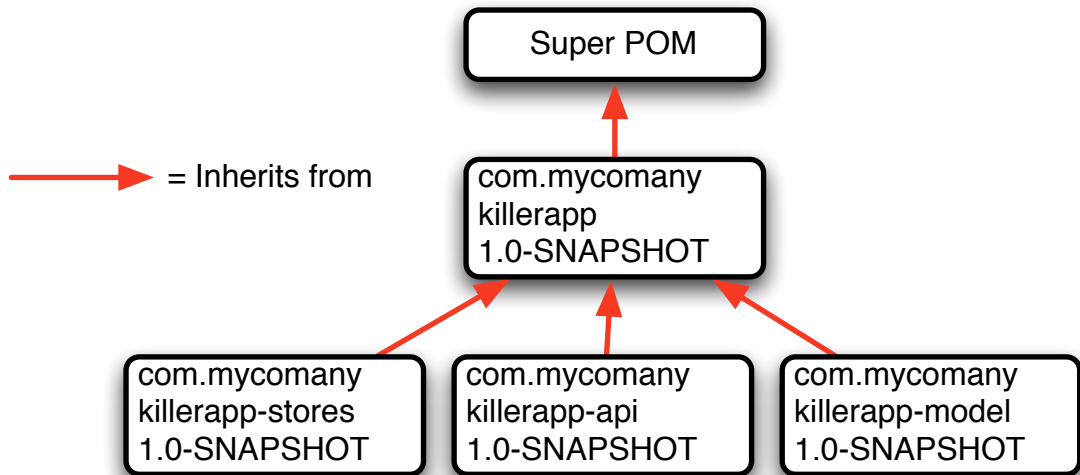 Super POM
= Inherits from
com.mycomany
killerapp
1.0-SNAPSHOT
com.mycomany
killerapp-stores
1.0-SNAPSHOT
com.mycomany
killerapp-api
1.0-SNAPSHOT
com.mycomany
killerapp-model
1.0-SNAPSHOT